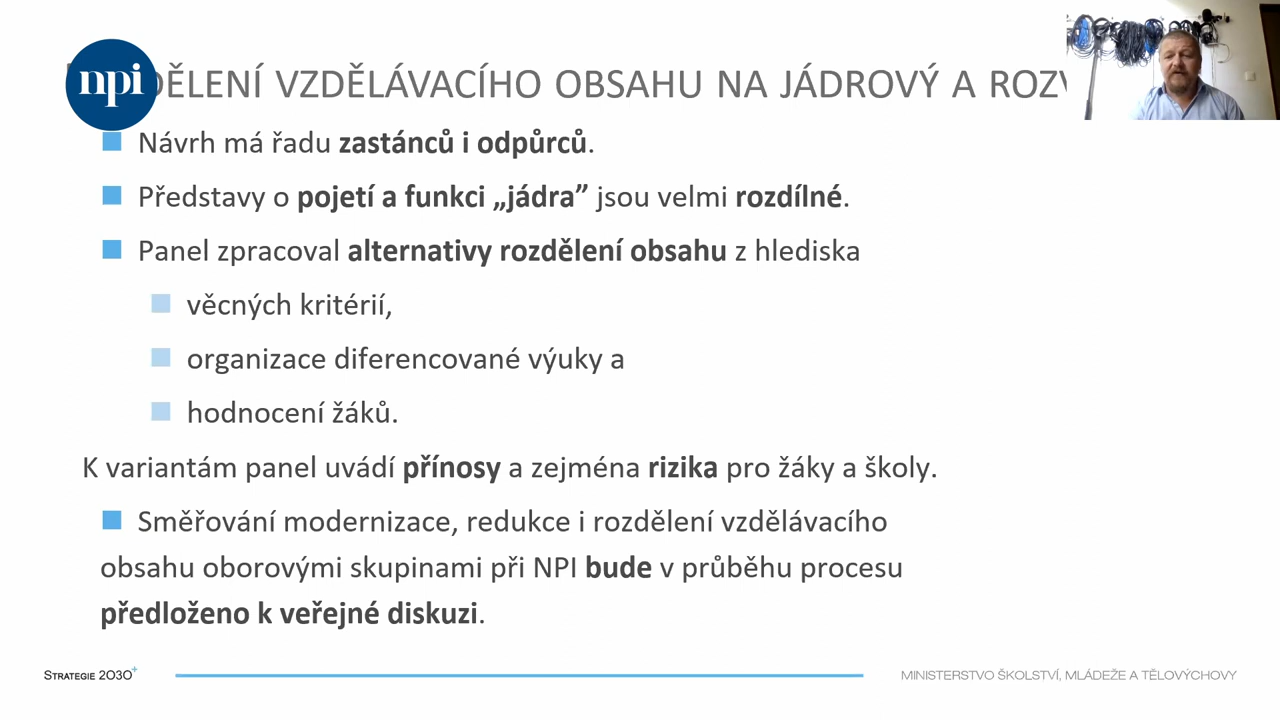 npi
DĚLENÍ VZDĚLÁVACÍHO OBSAHU NA JÁDROVÝ A ROZV
Návrh má řadu zastánců i odpůrců.
Představy o pojetí a funkci „jádra” jsou velmi rozdílné.
Panel zpracoval alternativy rozdělení obsahu z hlediska
věcných kritérií,
organizace diferencované výuky a
hodnocení žáků.
K variantám panel uvádí přínosy a zejména rizika pro žáky a školy.
Směřování modernizace, redukce i rozdělení vzdělávacího
obsahu oborovými skupinami při NPI bude v průběhu procesu
předloženo k veřejné diskuzi.
STRATEGIE 2030+
MINISTERSTVO ŠKOLSTVÍ, MLÁDEŽE A TĚLOVÝCHOVY